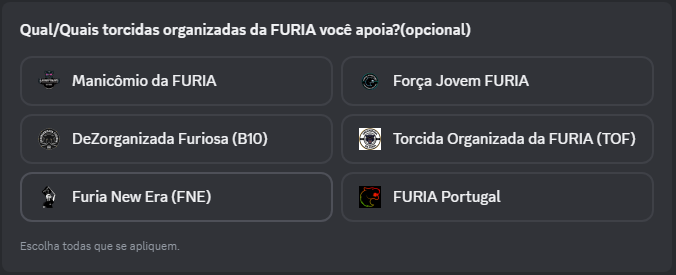 Qual/Quais torcidas organizadas da FURIA você apoia?(opcional)
Manicômio da FURIA
Força Jovem FURIA
DeZorganizada Furiosa (B10)
Torcida Organizada da FURIA (TOF)
Furia New Era (FNE)
FURIA Portugal
Escolha todas que se apliquem.